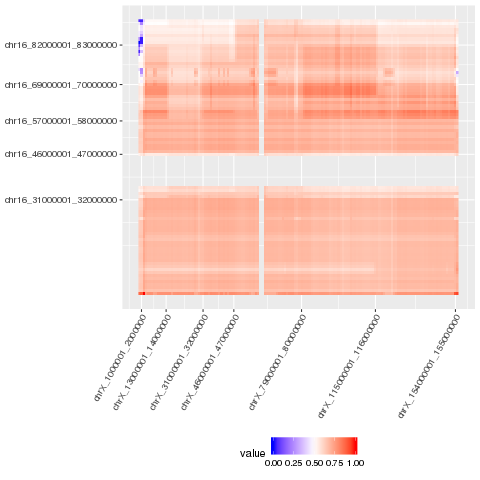 chr16_82000001_83000000
chr16_69000001_70000000
chr16_57000001_58000000
chr16_46000001_47000000
chr16_31000001_32000000
chrX_1000001_2000000
chrX_13000001_14000000
chrX_31000001_32000000
chrX_46000001_47000000
chrX_79000001_80000000
chrX_115000001_116000000
chrX_154000001_155000000
value
0.00 0.25 0.50 0.75 1.00